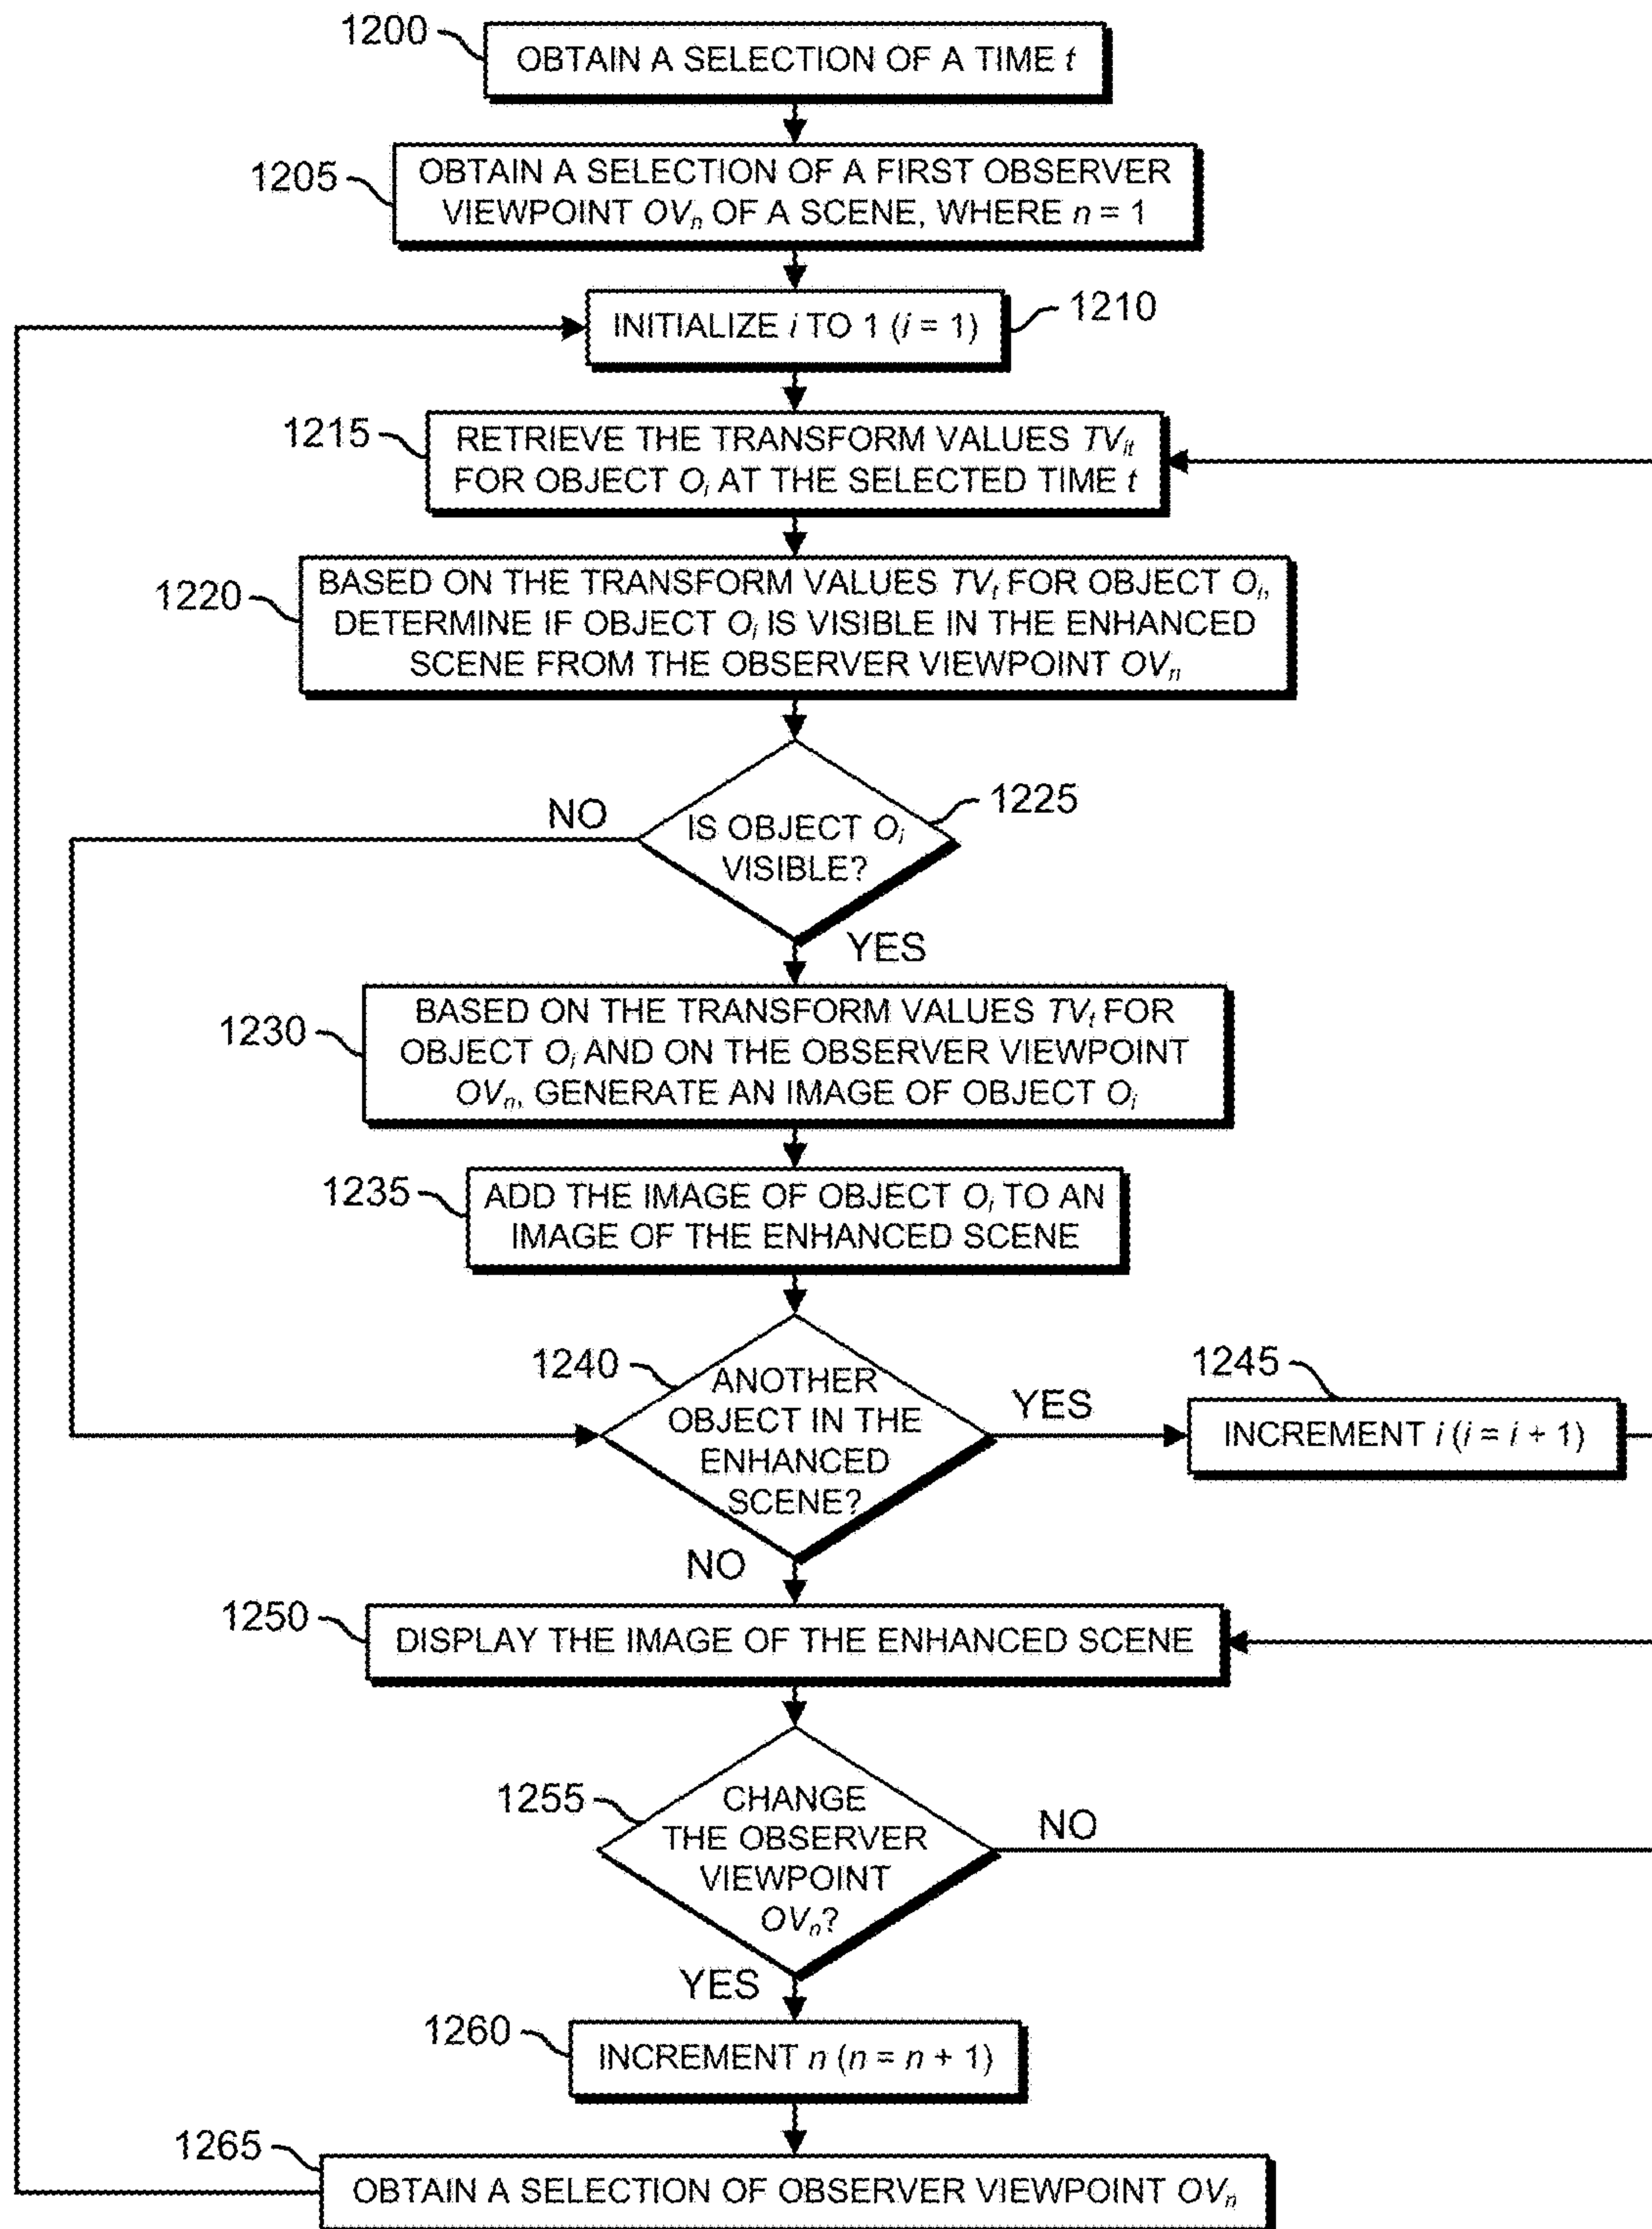 1200
OBTAIN A SELECTION OF A TIME t
1205
OBTAIN A SELECTION OF A FIRST OBSERVER
VIEWPOINT OVn OF A SCENE, WHERE n = 1
INITIALIZE i TO 1 (i = 1)
1210
1215
RETRIEVE THE TRANSFORM VALUES TVit
FOR OBJECT Oi AT THE SELECTED TIME t
1220
BASED ON THE TRANSFORM VALUES TVt FOR OBJECT Oi,
DETERMINE IF OBJECT Oi IS VISIBLE IN THE ENHANCED
SCENE FROM THE OBSERVER VIEWPOINT OVn
1225
NO
IS OBJECT Oi
VISIBLE?
YES
1230
BASED ON THE TRANSFORM VALUES TVt FOR
OBJECT Oi AND ON THE OBSERVER VIEWPOINT
OVn, GENERATE AN IMAGE OF OBJECT Oi
1235
ADD THE IMAGE OF OBJECT Oi TO AN
IMAGE OF THE ENHANCED SCENE
1240
ANOTHER
OBJECT IN THE
ENHANCED
SCENE?
YES
1245
INCREMENT i (i = i + 1)
NO
1250
DISPLAY THE IMAGE OF THE ENHANCED SCENE
1255
CHANGE
THE OBSERVER
VIEWPOINT
OVn?
NO
YES
1260
INCREMENT n (n = n + 1)
1265
OBTAIN A SELECTION OF OBSERVER VIEWPOINT OVn